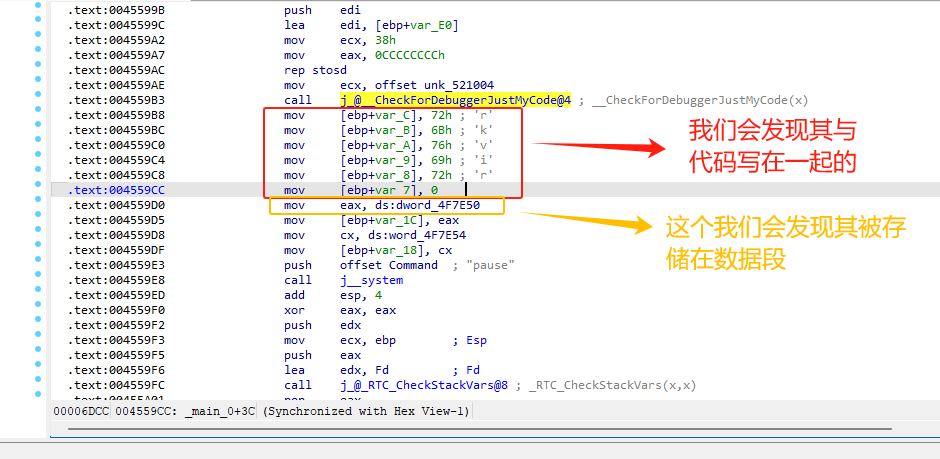 .text:0045599B push edi
.text:0045599C lea edi, [ebp+var_E0]
.text:004559A2 mov ecx, 38h
.text:004559A7 mov eax, 0CCCCCCCCh
.text:004559AC rep stosd
.text:004559AE mov ecx, offset unk_521004
.text:004559B3 call j_@__CheckForDebuggerJustMyCode@4 ; __CheckForDebuggerJustMyCode(x)
.text:004559B8 mov [ebp+var_C], 72h ; 'r'
.text:004559BC mov [ebp+var_B], 6Bh ; 'k'
.text:004559C0 mov [ebp+var_A], 76h ; 'v'
.text:004559C4 mov [ebp+var_9], 69h ; 'i'
.text:004559C8 mov [ebp+var_8], 72h ; 'r'
.text:004559CC mov [ebp+var_7], 0
.text:004559D0 mov eax, ds:dword_4F7E50
.text:004559D5 mov [ebp+var_1C], eax
.text:004559D8 mov cx, ds:word_4F7E54
.text:004559DF mov [ebp+var_18], cx
.text:004559E3 push offset Command ; "pause"
.text:004559E8 call j__system
.text:004559ED add esp, 4
.text:004559F0 xor eax, eax
.text:004559F2 push edx
.text:004559F3 mov ecx, ebp ; Esp
.text:004559F5 push eax
.text:004559F6 lea edx, Fd ; Fd
.text:004559FC call j_@_RTC_CheckStackVars@8 ; _RTC_CheckStackVars(x,x)
.text:00455A01 pop eax
我们会发现其与
代码写在一起的
这个我们会发现其被存
储在数据段
00006DCC 004559CC: _main_0+3C (Synchronized with Hex View-1)